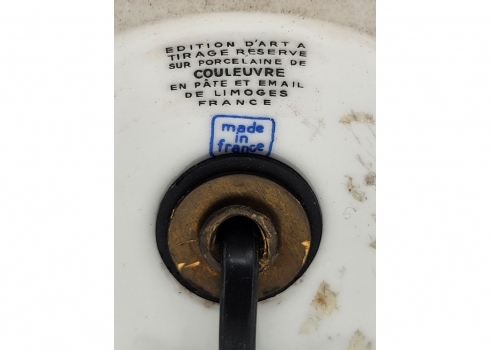 EDITION D'ART A
TIRAGE RESERVE
SUR PORCELAINE DE
COULEUVRE
EN PÂTE ET EMAIL
DE LIMOGES
FRANCE
made
in
france